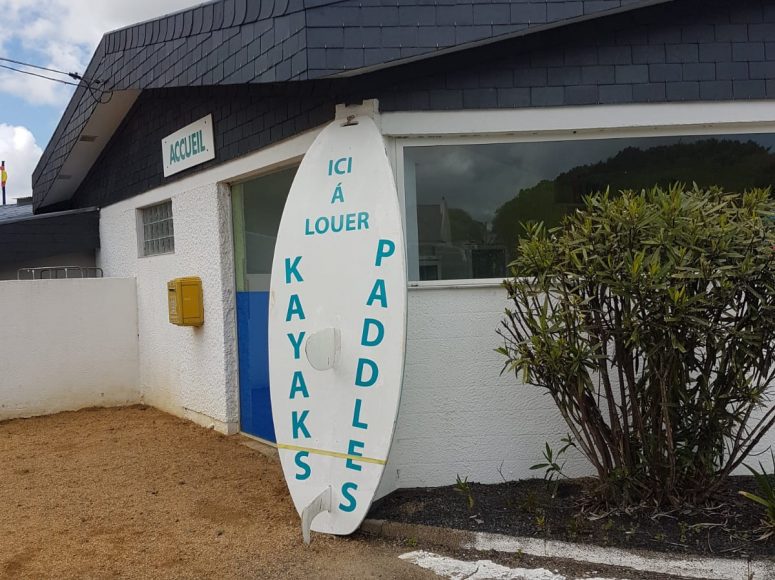 ACCUEIL
ICI
Á
LOUER
KAYAKS
PADDLES